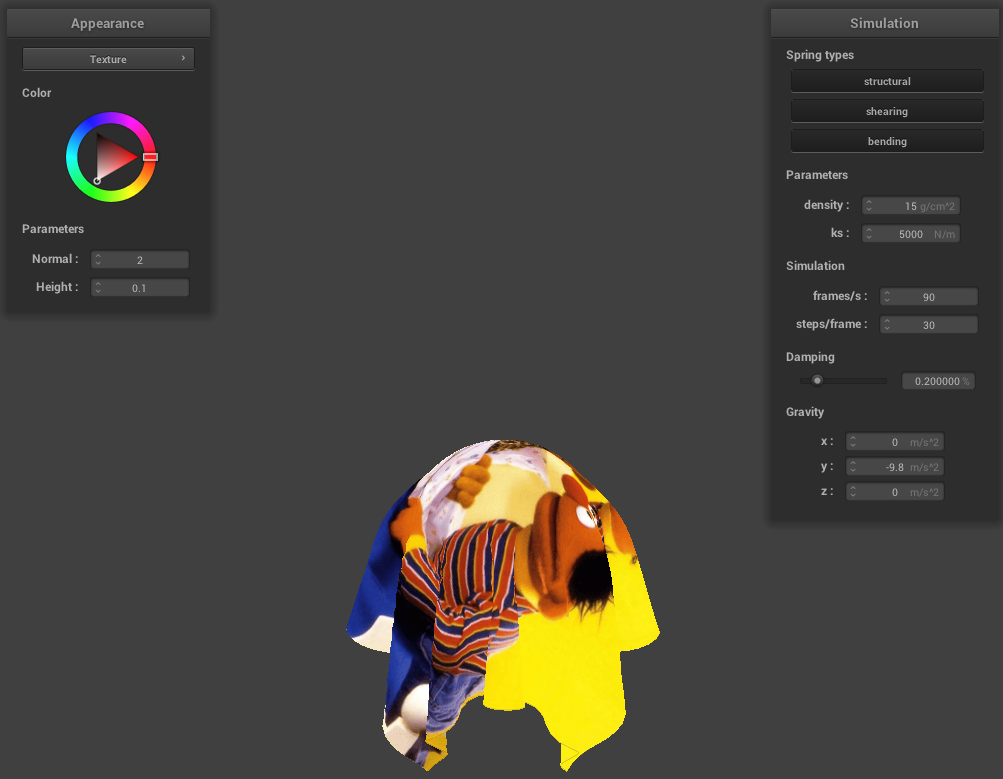 Appearance
Texture
Color
Parameters
Normal : 2
Height : 0.1
Simulation
Spring types
structural
shearing
bending
Parameters
density : 15 g/cm^2
ks : 5000 N/m
Simulation
frames/s : 90
steps/frame : 30
Damping
0.200000 %
Gravity
x : 0 m/s^2
y : -9.8 m/s^2
z : 0 m/s^2